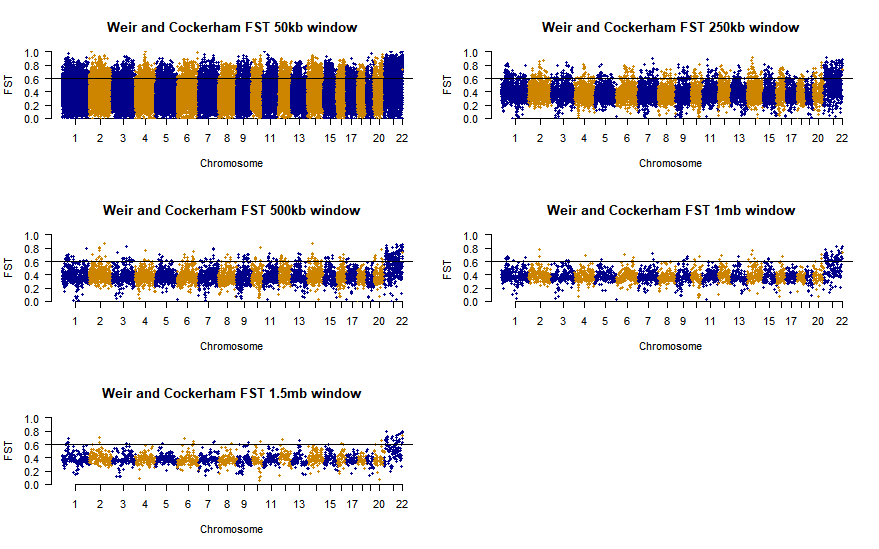 Weir and Cockerham FST 50kb window
FST
1.0
0.8
0.6
0.4
0.2
0.0
1 2 3 4 5 6 7 8 9 11 13 15 17 20 22
Chromosome
Weir and Cockerham FST 250kb window
FST
1.0
0.8
0.6
0.4
0.2
0.0
1 2 3 4 5 6 7 8 9 11 13 15 17 20 22
Chromosome
Weir and Cockerham FST 500kb window
FST
1.0
0.8
0.6
0.4
0.2
0.0
1 2 3 4 5 6 7 8 9 11 13 15 17 20 22
Chromosome
Weir and Cockerham FST 1mb window
FST
1.0
0.8
0.6
0.4
0.2
0.0
1 2 3 4 5 6 7 8 9 11 13 15 17 20 22
Chromosome
Weir and Cockerham FST 1.5mb window
FST
1.0
0.8
0.6
0.4
0.2
0.0
1 2 3 4 5 6 7 8 9 11 13 15 17 20 22
Chromosome